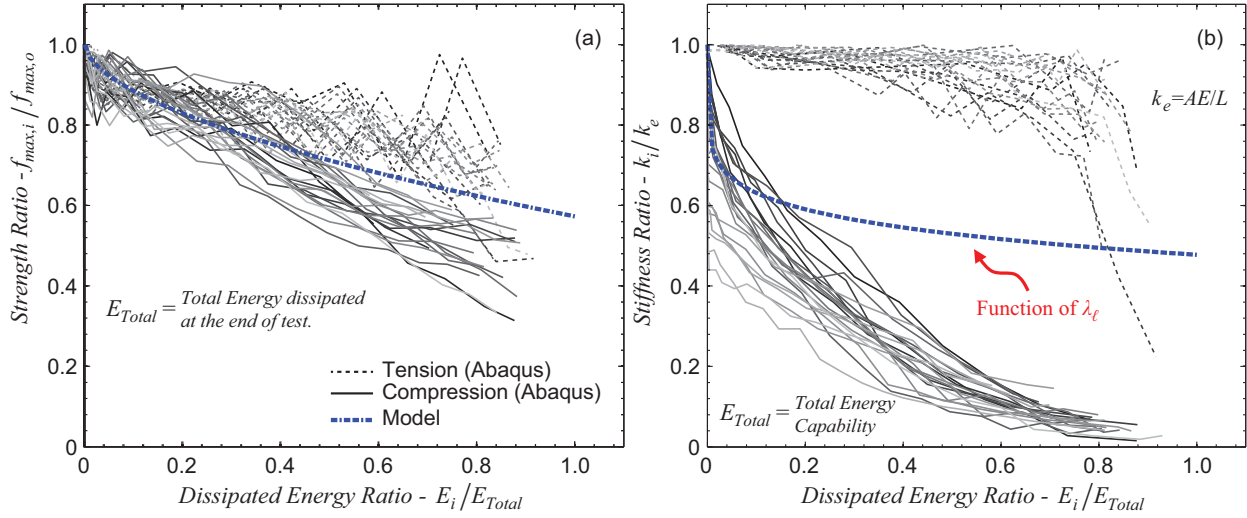 (a)
1.0
0.8
0.6
0.4
0.2
0
Strength Ratio - f_max,i / f_max,o
E_Total = Total Energy dissipated
at the end of test.
Tension (Abaqus)
Compression (Abaqus)
Model
0 0.2 0.4 0.6 0.8 1.0
Dissipated Energy Ratio - E_i/E_Total
(b)
1.0
0.8
0.6
0.4
0.2
0
Stiffness Ratio - k_i/k_e
k_e=AE/L
Function of λ_ℓ
E_Total = Total Energy
Capability
0 0.2 0.4 0.6 0.8 1.0
Dissipated Energy Ratio - E_i/E_Total